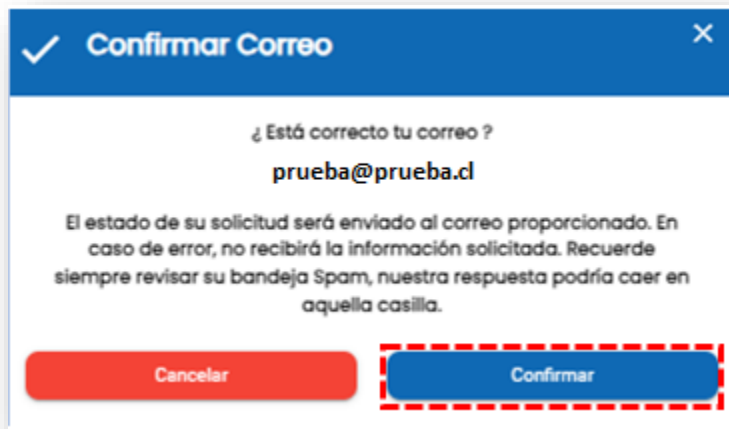 Confirmar Correo
¿ Está correcto tu correo ?
prueba@prueba.cl
El estado de su solicitud será enviado al correo proporcionado. En
caso de error, no recibirá la información solicitada. Recuerde
siempre revisar su bandeja Spam, nuestra respuesta podría caer en
aquella casilla.
Cancelar
Confirmar